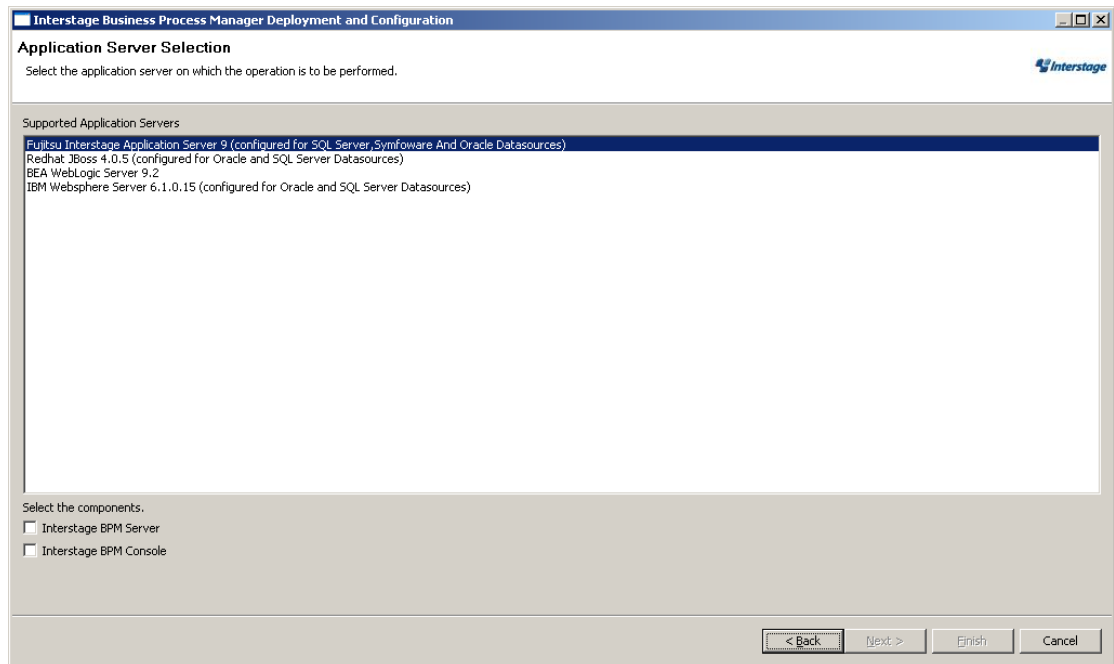 Interstage Business Process Manager Deployment and Configuration
Application Server Selection
Select the application server on which the operation is to be performed.
Interstage
Supported Application Servers
Fujitsu Interstage Application Server 9 (configured for SQL Server,Symfoware And Oracle Datasources)
Redhat JBoss 4.0.5 (configured for Oracle and SQL Server Datasources)
BEA WebLogic Server 9.2
IBM Websphere Server 6.1.0.15 (configured for Oracle and SQL Server Datasources)
Select the components.
Interstage BPM Server
Interstage BPM Console
< Back Next > Finish Cancel